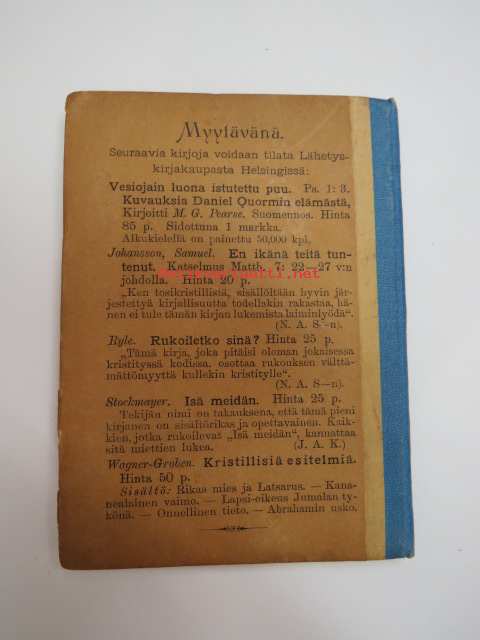 Myytävänä.
Seuraavia kirjoja voidaan tilata Lähetys-
kirjakaupasta Helsingissä:
Vesiojain luona istutettu puu. Ps. 1: 3.
Kuvauksia Daniel Quormin elämästä,
Kirjoitti M. G. Pearse. Suomennos. Hinta
85 p. Sidottuna 1 markka.
Alkukielellä on painettu 50,000 kpl.
Johansson, Samuel. En ikänä teitä tun-
tenut. Katselmus Matth. 7: 22—27 v:n
johdolla. Hinta 20 p.
„Ken tosikristillistä, sisällöltään hyvin jär-
jestettyä kirjallisuutta todellakin rakastaa, hä-
nen ei tule tämän kirjan lukemista laiminlyödä".
(N. A. S—n).
Ryle. Rukoiletko sinä? Hinta 25 p.
„Tämä kirja, joka pitäisi oleman jokaisessa
kristityssä kodissa, osottaa rukouksen välttä-
mättömyyttä kullekin kristitylle".
(N. A. S—n).
Stockmayer. Isä meidän. Hinta 25 p.
Tekijän nimi on takauksena, että tämä pieni
kirjanen on sisältörikas ja opettavainen. Kaik-
kien, jotka rukoilevat „Isä meidän", kannattaa
sitä miettien lukea. (J. A. K.)
Wagner-Groben. Kristillisiä esitelmiä.
Hinta 50 p.
Sisältö: Rikas mies ja Latsarus. — Kana-
nealainen vaimo. — Lapsi-oikeus Jumalan ty-
könä. — Onnellinen tieto. — Abrahamin usko.